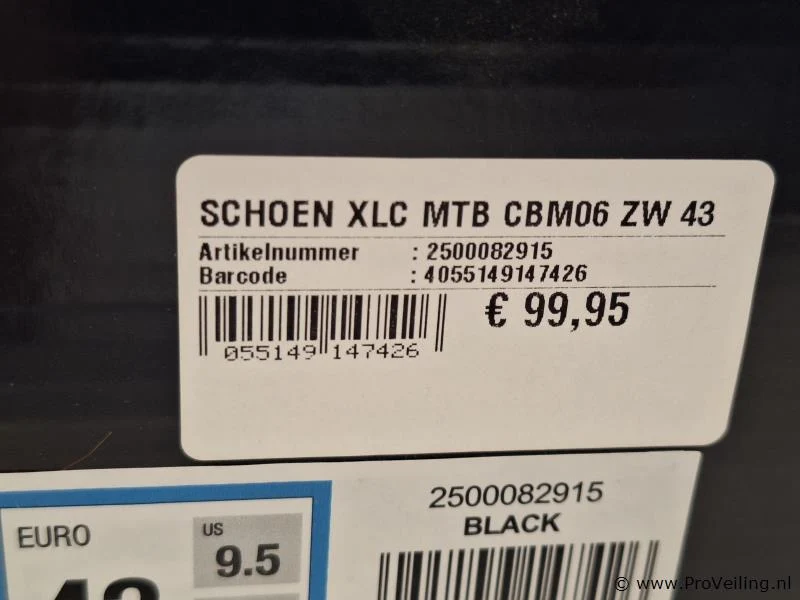 SCHOEN XLC MTB CBM06 ZW 43
Artikelnummer : 2500082915
Barcode : 4055149147426
€ 99,95
055149 147426
2500082915
BLACK
EURO
US
9.5
43
© www.ProVeiling.nl